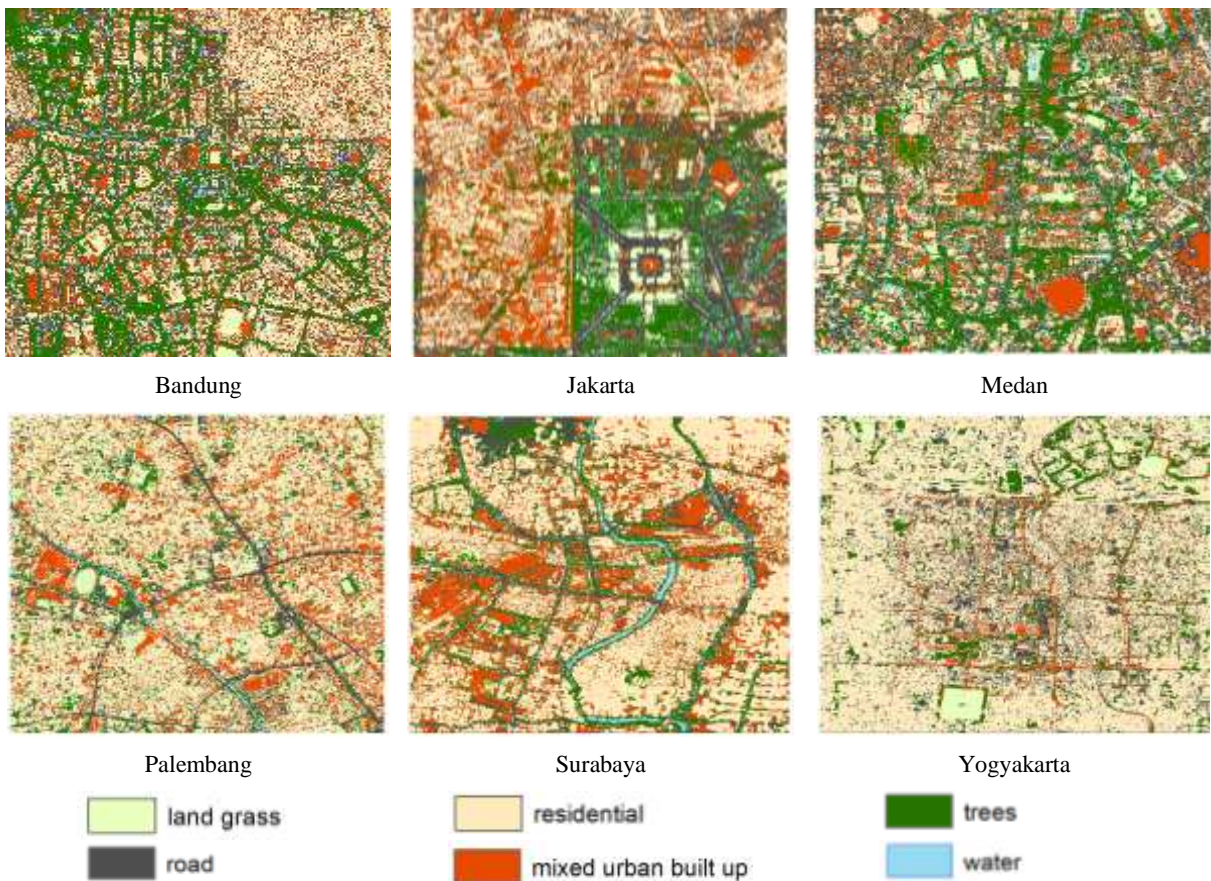 Bandung Jakarta Medan
Palembang Surabaya Yogyakarta
land grass residential trees
road mixed urban built up water